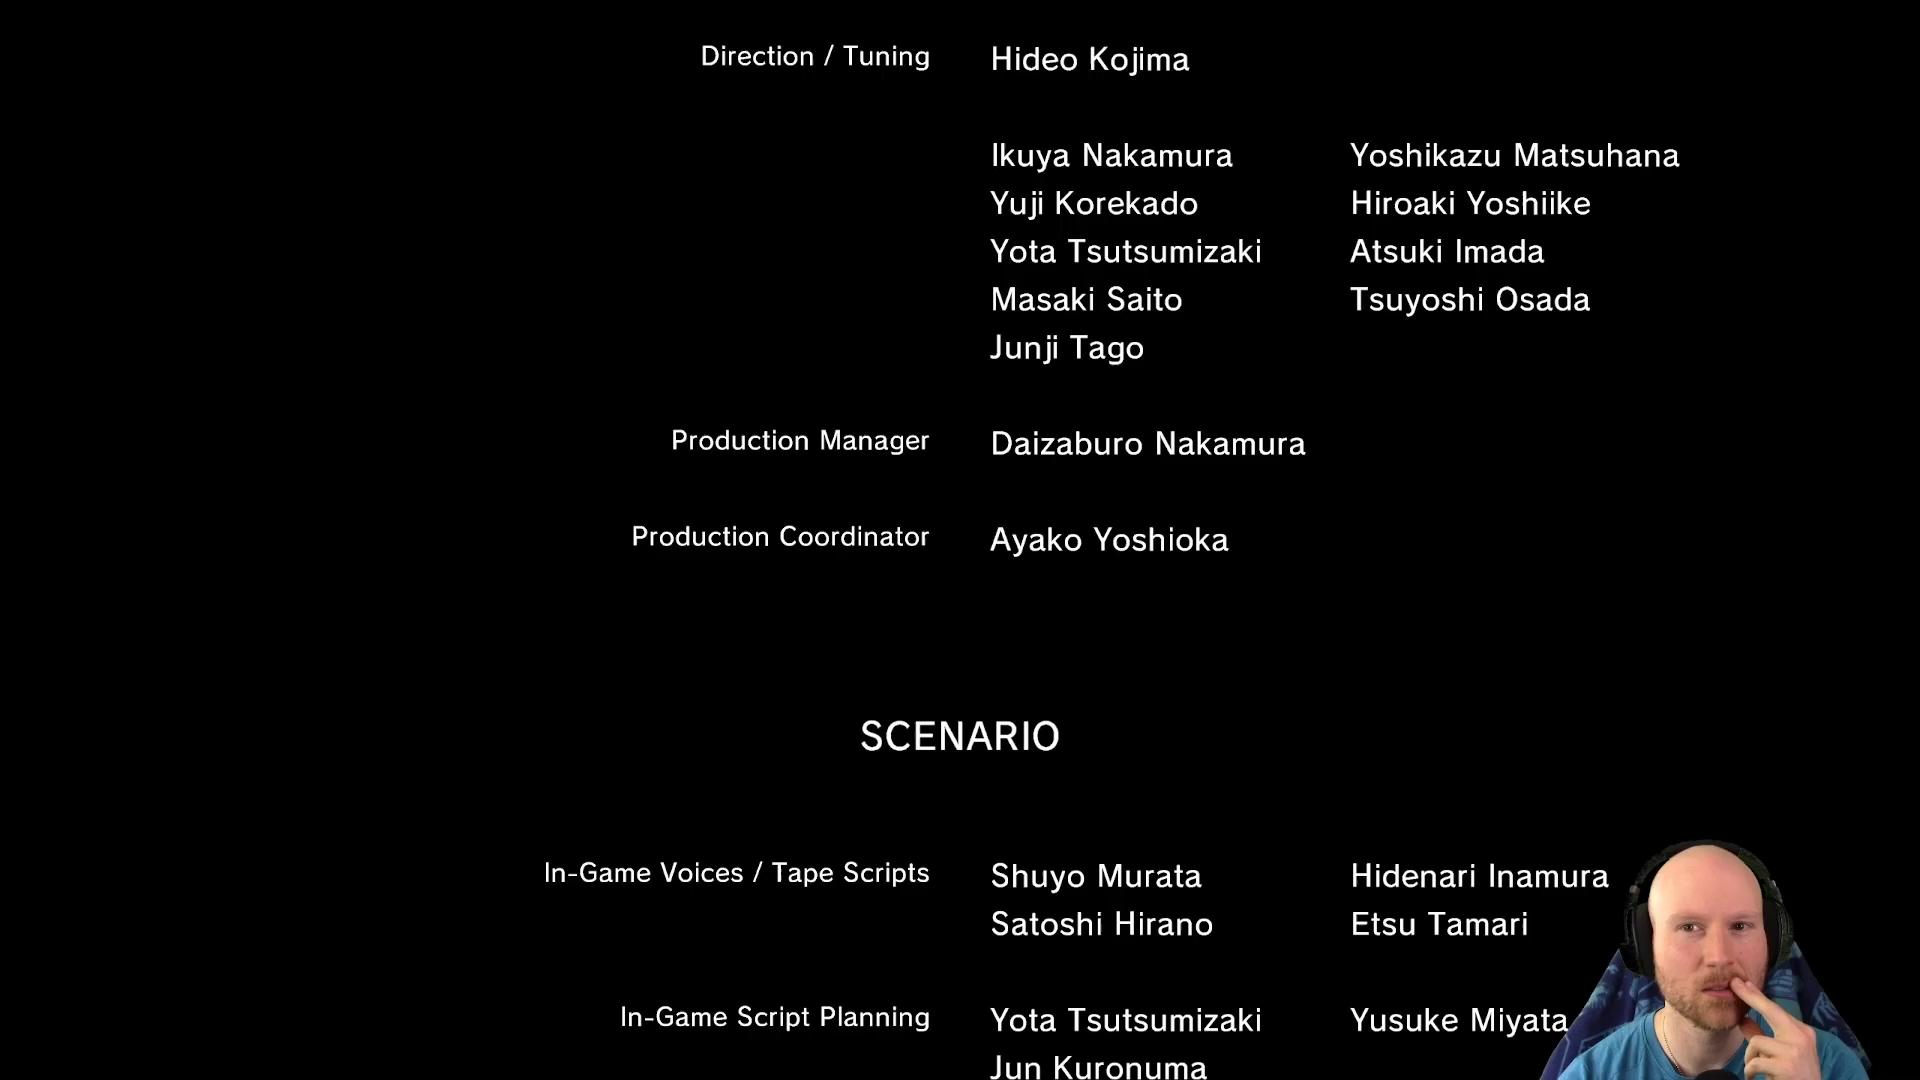 Direction / Tuning Hideo Kojima
Ikuya Nakamura Yoshikazu Matsuhana
Yuji Korekado Hiroaki Yoshiike
Yota Tsutsumizaki Atsuki Imada
Masaki Saito Tsuyoshi Osada
Junji Tago
Production Manager Daizaburo Nakamura
Production Coordinator Ayako Yoshioka
SCENARIO
In-Game Voices / Tape Scripts Shuyo Murata Hidenari Inamura
Satoshi Hirano Etsu Tamari
In-Game Script Planning Yota Tsutsumizaki Yusuke Miyata
Jun Kuronuma